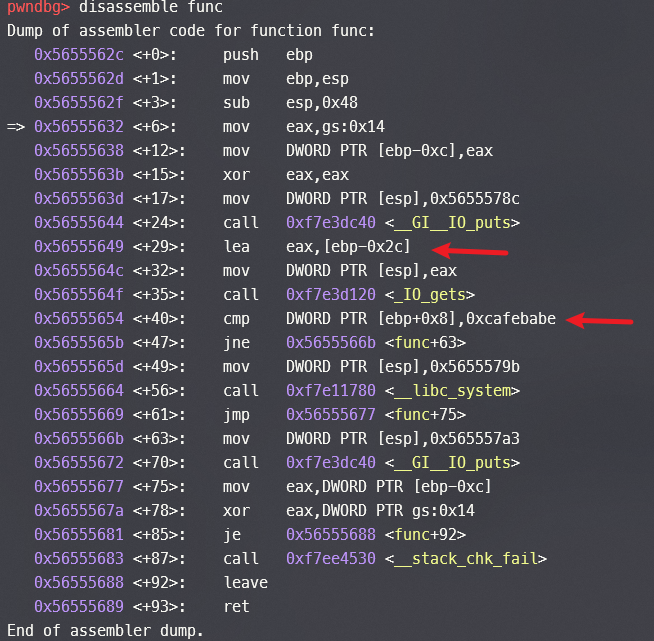 pwndbg> disassemble func
Dump of assembler code for function func:
0x5655562c <+0>: push ebp
0x5655562d <+1>: mov ebp,esp
0x5655562f <+3>: sub esp,0x48
=> 0x56555632 <+6>: mov eax,gs:0x14
0x56555638 <+12>: mov DWORD PTR [ebp-0xc],eax
0x5655563b <+15>: xor eax,eax
0x5655563d <+17>: mov DWORD PTR [esp],0x5655578c
0x56555644 <+24>: call 0xf7e3dc40 <__GI__IO_puts>
0x56555649 <+29>: lea eax,[ebp-0x2c]
0x5655564c <+32>: mov DWORD PTR [esp],eax
0x5655564f <+35>: call 0xf7e3d120 <_IO_gets>
0x56555654 <+40>: cmp DWORD PTR [ebp+0x8],0xcafebabe
0x5655565b <+47>: jne 0x5655566b <func+63>
0x5655565d <+49>: mov DWORD PTR [esp],0x5655579b
0x56555664 <+56>: call 0xf7e11780 <__libc_system>
0x56555669 <+61>: jmp 0x56555677 <func+75>
0x5655566b <+63>: mov DWORD PTR [esp],0x565557a3
0x56555672 <+70>: call 0xf7e3dc40 <__GI__IO_puts>
0x56555677 <+75>: mov eax,DWORD PTR [ebp-0xc]
0x5655567a <+78>: xor eax,DWORD PTR gs:0x14
0x56555681 <+85>: je 0x56555688 <func+92>
0x56555683 <+87>: call 0xf7ee4530 <__stack_chk_fail>
0x56555688 <+92>: leave
0x56555689 <+93>: ret
End of assembler dump.